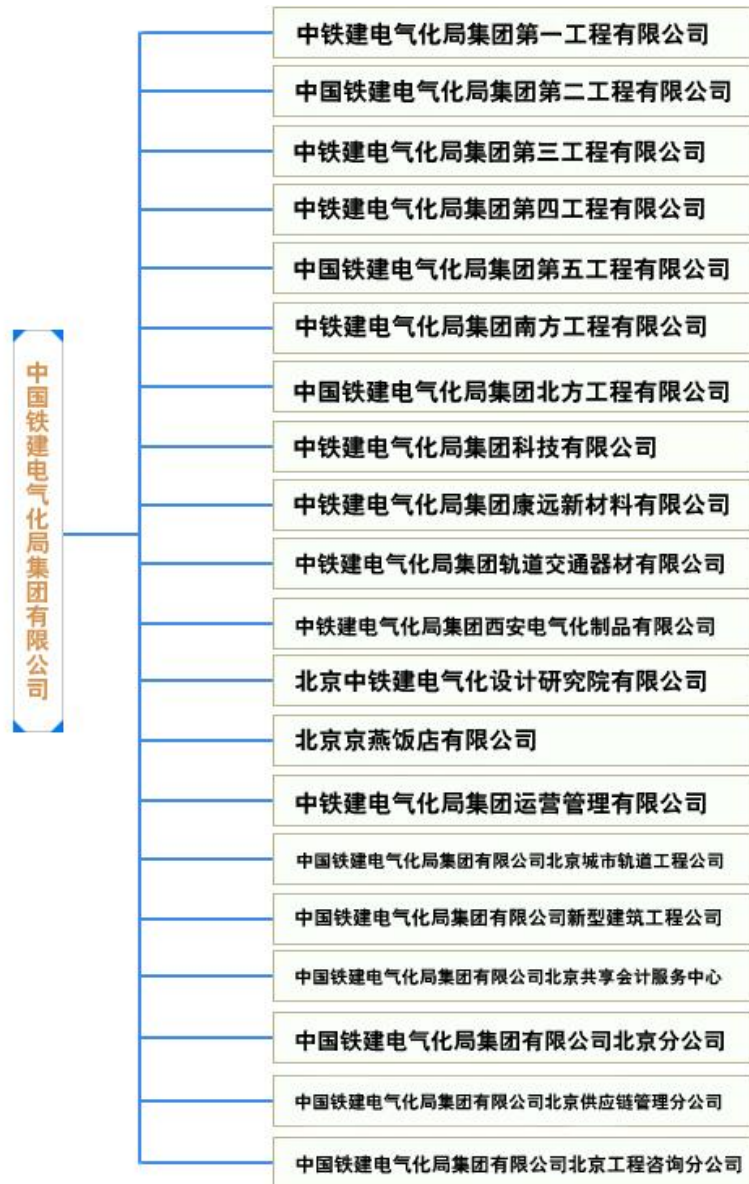 中国铁建电气化局集团有限公司
中铁建电气化局集团第一工程有限公司
中国铁建电气化局集团第二工程有限公司
中铁建电气化局集团第三工程有限公司
中铁建电气化局集团第四工程有限公司
中国铁建电气化局集团第五工程有限公司
中铁建电气化局集团南方工程有限公司
中国铁建电气化局集团北方工程有限公司
中铁建电气化局集团科技有限公司
中铁建电气化局集团康远新材料有限公司
中铁建电气化局集团轨道交通器材有限公司
中铁建电气化局集团西安电气化制品有限公司
北京中铁建电气化设计研究院有限公司
北京京燕饭店有限公司
中铁建电气化局集团运营管理有限公司
中国铁建电气化局集团有限公司北京城市轨道工程公司
中国铁建电气化局集团有限公司新型建筑工程公司
中国铁建电气化局集团有限公司北京共享会计服务中心
中国铁建电气化局集团有限公司北京分公司
中国铁建电气化局集团有限公司北京供应链管理分公司
中国铁建电气化局集团有限公司北京工程咨询分公司